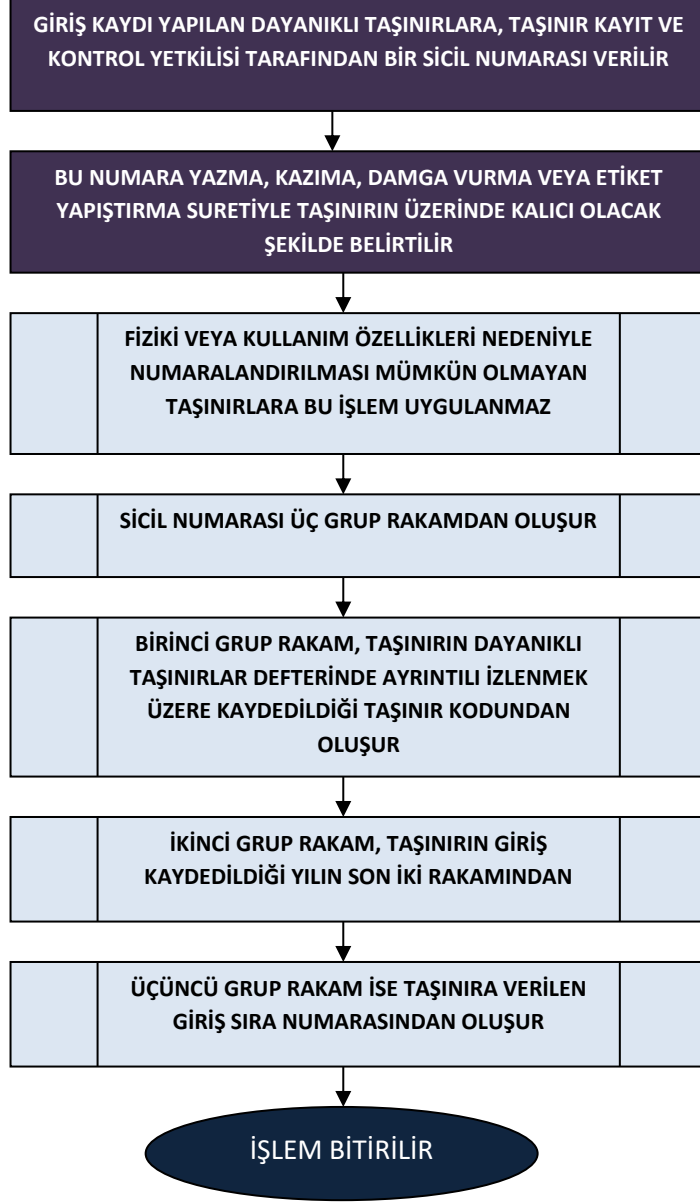 GİRİŞ KAYDI YAPILAN DAYANIKLI TAŞINIRLARA, TAŞINIR KAYIT VE
KONTROL YETKİLİSİ TARAFINDAN BİR SİCİL NUMARASI VERİLİR
BU NUMARA YAZMA, KAZIMA, DAMGA VURMA VEYA ETİKET
YAPIŞTIRMA SURETİYLE TAŞINIRIN ÜZERİNDE KALICI OLACAK
ŞEKİLDE BELİRTİLİR
FİZİKİ VEYA KULLANIM ÖZELLİKLERİ NEDENİYLE
NUMARALANDIRILMASI MÜMKÜN OLMAYAN
TAŞINIRLARA BU İŞLEM UYGULANMAZ
SİCİL NUMARASI ÜÇ GRUP RAKAMDAN OLUŞUR
BİRİNCİ GRUP RAKAM, TAŞINIRIN DAYANIKLI
TAŞINIRLAR DEFTERİNDE AYRINTILI İZLENMEK
ÜZERE KAYDEDİLDİĞİ TAŞINIR KODUNDAN
OLUŞUR
İKİNCİ GRUP RAKAM, TAŞINIRIN GİRİŞ
KAYDEDİLDİĞİ YILIN SON İKİ RAKAMINDAN
ÜÇÜNCÜ GRUP RAKAM İSE TAŞINIRA VERİLEN
GİRİŞ SIRA NUMARASINDAN OLUŞUR
İŞLEM BİTİRİLİR